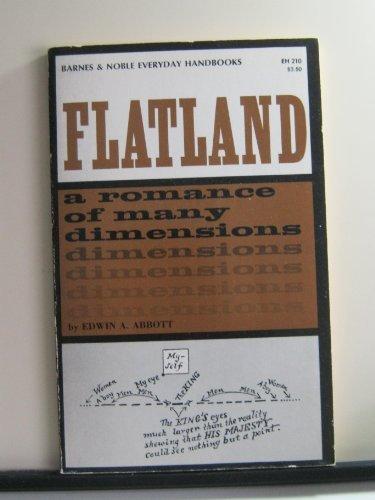 BARNES & NOBLE EVERYDAY HANDBOOKS
EH 210
$3.50
FLATLAND
a romance
of many
dimensions
dimensions
dimensions
dimensions
dimensions
by EDWIN A. ABBOTT
My-
self
Women
A boy
Men
My eye
Men
The KING
Men
Men
A boy
Women
The KING'S eyes
much larger than the reality
shewing that HIS MAJESTY
could see nothing but a point.